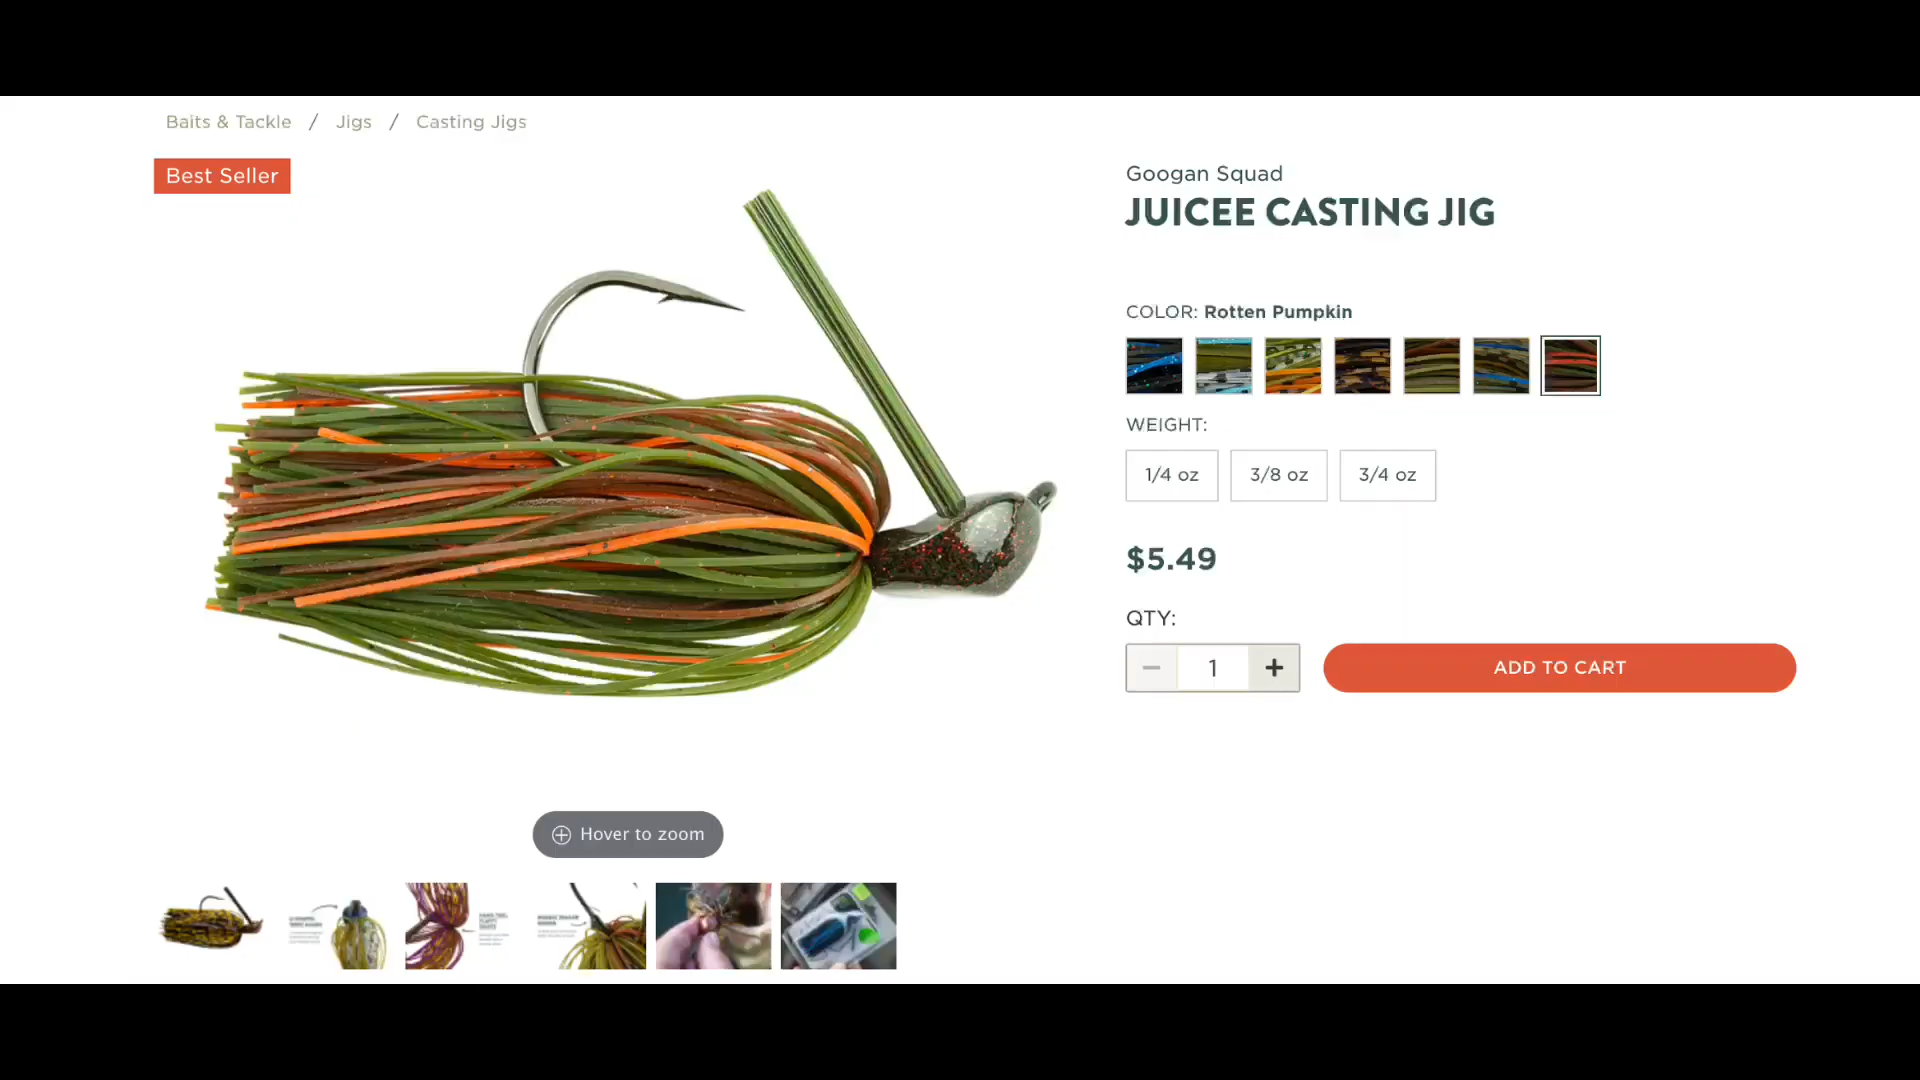 Baits & Tackle / Jigs / Casting Jigs
Best Seller
Googan Squad
JUICEE CASTING JIG
COLOR: Rotten Pumpkin
WEIGHT:
1/4 oz 3/8 oz 3/4 oz
$5.49
QTY:
1
ADD TO CART
Hover to zoom